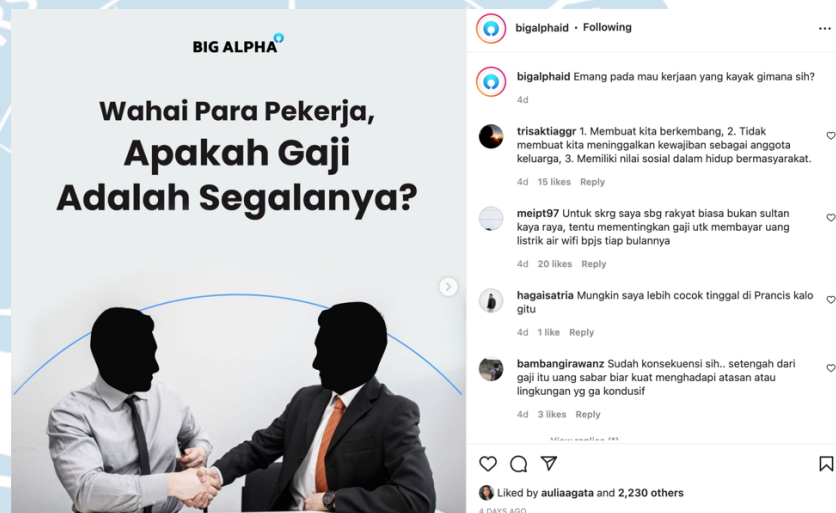 BIG ALPHA
Wahai Para Pekerja,
Apakah Gaji
Adalah Segalanya?
bigalphaid • Following
bigalphaid Emang pada mau kerjaan yang kayak gimana sih?
4d
trisaktiaggr 1. Membuat kita berkembang, 2. Tidak
membuat kita meninggalkan kewajiban sebagai anggota
keluarga, 3. Memiliki nilai sosial dalam hidup bermasyarakat.
4d 15 likes Reply
meipt97 Untuk skrg saya sbg rakyat biasa bukan sultan
kaya raya, tentu mementingkan gaji utk membayar uang
listrik air wifi bpjs tiap bulannya
4d 20 likes Reply
hagaisatria Mungkin saya lebih cocok tinggal di Prancis kalo
gitu
4d 1 like Reply
bambangirawanz Sudah konsekuensi sih.. setengah dari
gaji itu uang sabar biar kuat menghadapi atasan atau
lingkungan yg ga kondusif
4d 3 likes Reply
View replies (1)
Liked by auliaagata and 2,230 others
4 DAYS AGO